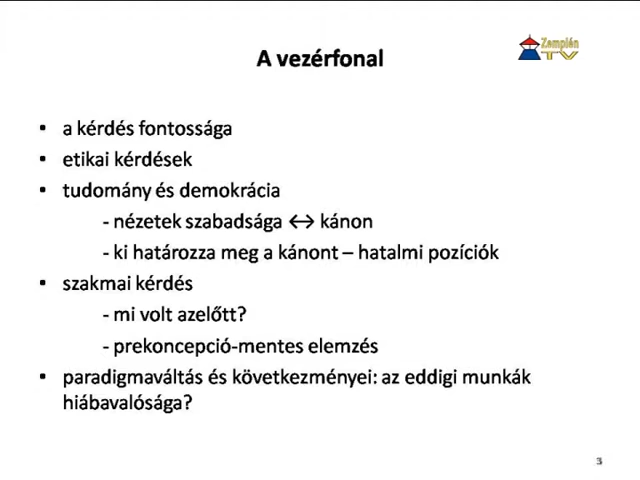 A vezérfonal
Zemplén
TV
• a kérdés fontossága
• etikai kérdések
• tudomány és demokrácia
- nézetek szabadsága ↔ kánon
- ki határozza meg a kánont – hatalmi pozíciók
• szakmai kérdés
- mi volt azelőtt?
- prekoncepció-mentes elemzés
• paradigmaváltás és következményei: az eddigi munkák
hiábavalósága?
3